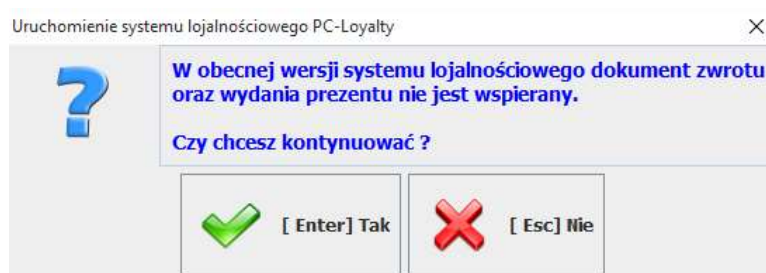 Uruchomienie systemu lojalnościowego PC-Loyalty
W obecnej wersji systemu lojalnościowego dokument zwrotu
oraz wydania prezentu nie jest wspierany.
Czy chcesz kontynuować ?
[ Enter] Tak
[ Esc] Nie